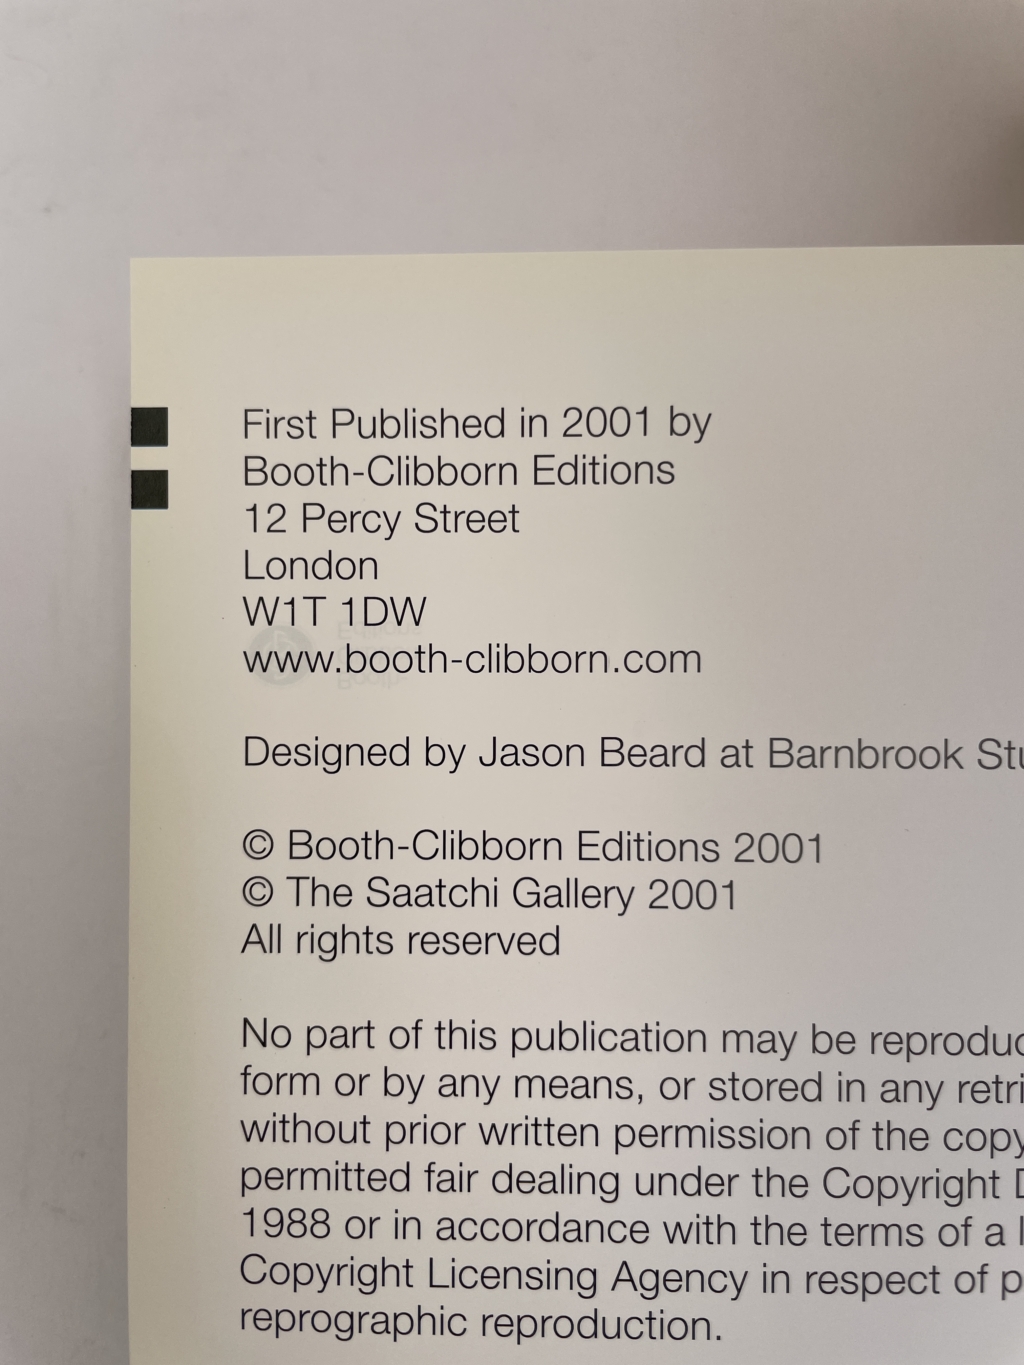 First Published in 2001 by
Booth-Clibborn Editions
12 Percy Street
London
W1T 1DW
www.booth-clibborn.com
Designed by Jason Beard at Barnbrook
© Booth-Clibborn Editions 2001
© The Saatchi Gallery 2001
All rights reserved
No part of this publication may be
form or by any means, or stored in any
without prior written permission of the
permitted fair dealing under the Copyright
1988 or in accordance with the terms of a
Copyright Licensing Agency in respect of
reprographic reproduction.